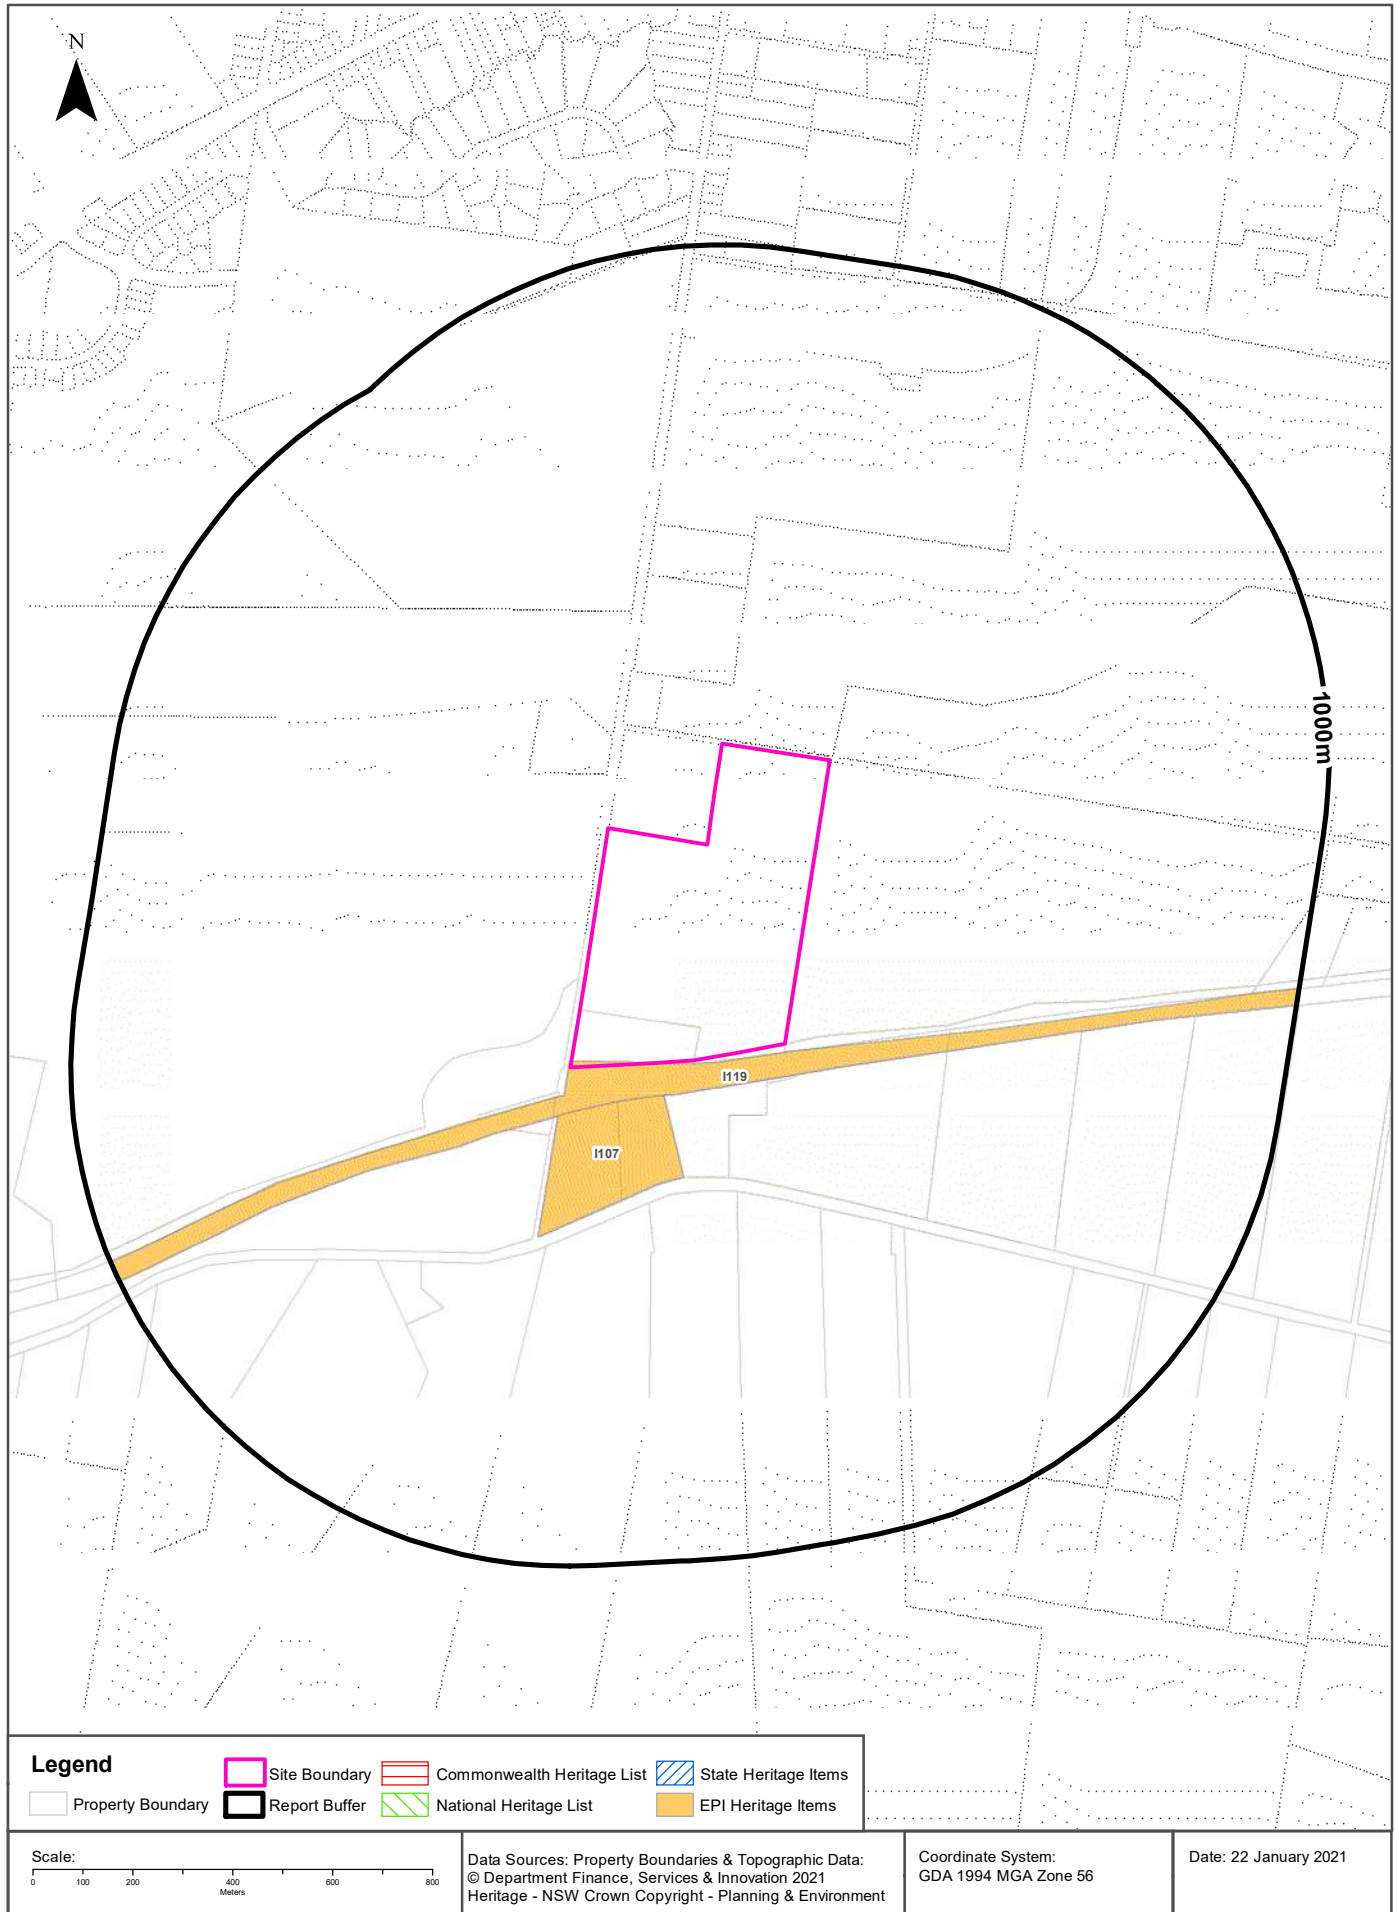 N
1000m
I119
I107
Legend
Property Boundary
Site Boundary
Report Buffer
Commonwealth Heritage List
National Heritage List
State Heritage Items
EPI Heritage Items
Scale:
0 100 200 400 600 800
Meters
Data Sources: Property Boundaries & Topographic Data:
© Department Finance, Services & Innovation 2021
Heritage - NSW Crown Copyright - Planning & Environment
Coordinate System:
GDA 1994 MGA Zone 56
Date: 22 January 2021